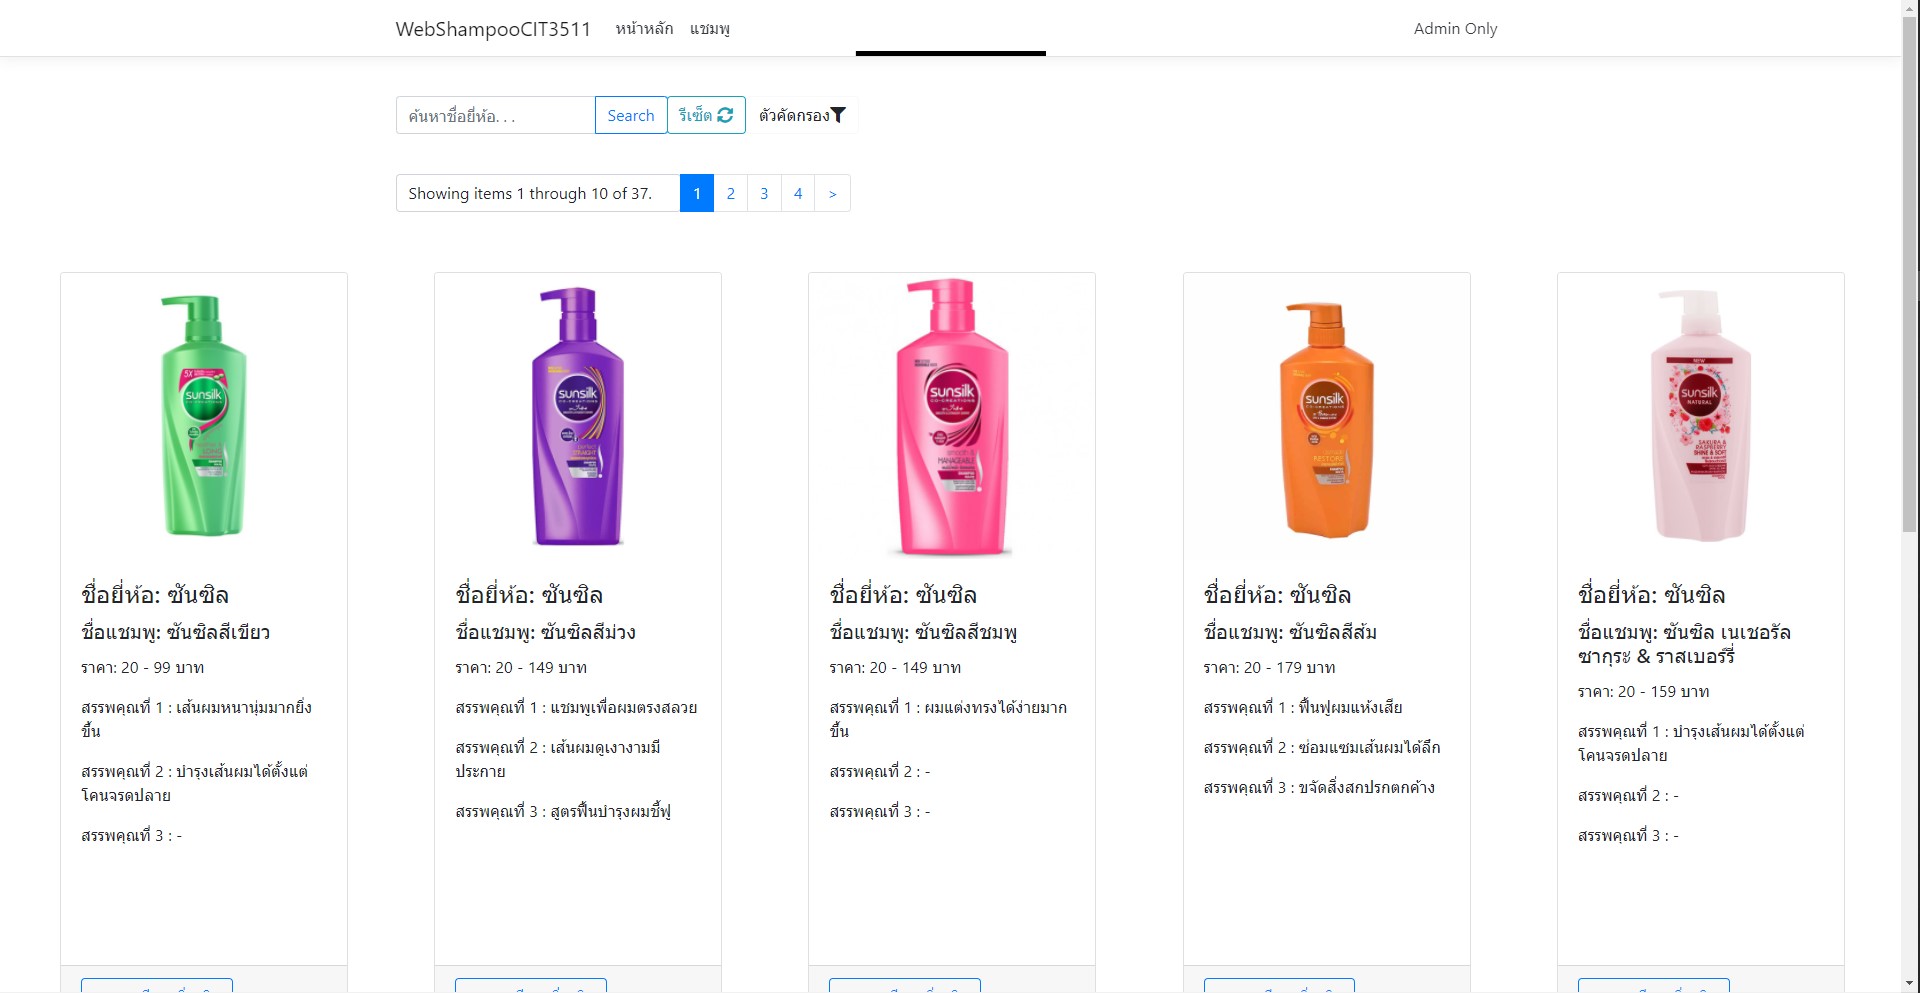 WebShampooCIT3511 หน้าหลัก แชมพู Admin Only
ค้นหาชื่อยี่ห้อ. . . Search รีเซ็ต ตัวคัดกรอง
Showing items 1 through 10 of 37. 1 2 3 4 >
5X
sunsilk
CO-CREATIONS
LONG
sunsilk
CO-CREATIONS
STRAIGHT
sunsilk
CO-CREATIONS
smooth &
MANAGEABLE
sunsilk
CO-CREATIONS
RESTORE
NEW
sunsilk
NATURAL
SAKURA &
RASPBERRY
SHINE & SOFT
ชื่อยี่ห้อ: ซันซิล
ชื่อแชมพู: ซันซิลสีเขียว
ราคา: 20 - 99 บาท
สรรพคุณที่ 1 : เส้นผมหนานุ่มมากยิ่ง
ขึ้น
สรรพคุณที่ 2 : บำรุงเส้นผมได้ตั้งแต่
โคนจรดปลาย
สรรพคุณที่ 3 : -
ชื่อยี่ห้อ: ซันซิล
ชื่อแชมพู: ซันซิลสีม่วง
ราคา: 20 - 149 บาท
สรรพคุณที่ 1 : แชมพูเพื่อผมตรงสลวย
สรรพคุณที่ 2 : เส้นผมดูเงางามมี
ประกาย
สรรพคุณที่ 3 : สูตรฟื้นบำรุงผมชี้ฟู
ชื่อยี่ห้อ: ซันซิล
ชื่อแชมพู: ซันซิลสีชมพู
ราคา: 20 - 149 บาท
สรรพคุณที่ 1 : ผมแต่งทรงได้ง่ายมาก
ขึ้น
สรรพคุณที่ 2 : -
สรรพคุณที่ 3 : -
ชื่อยี่ห้อ: ซันซิล
ชื่อแชมพู: ซันซิลสีส้ม
ราคา: 20 - 179 บาท
สรรพคุณที่ 1 : ฟื้นฟูผมแห้งเสีย
สรรพคุณที่ 2 : ซ่อมแซมเส้นผมได้ลึก
สรรพคุณที่ 3 : ขจัดสิ่งสกปรกตกค้าง
ชื่อยี่ห้อ: ซันซิล
ชื่อแชมพู: ซันซิล เนเชอรัล
ซากุระ & ราสเบอร์รี่
ราคา: 20 - 159 บาท
สรรพคุณที่ 1 : บำรุงเส้นผมได้ตั้งแต่
โคนจรดปลาย
สรรพคุณที่ 2 : -
สรรพคุณที่ 3 : -